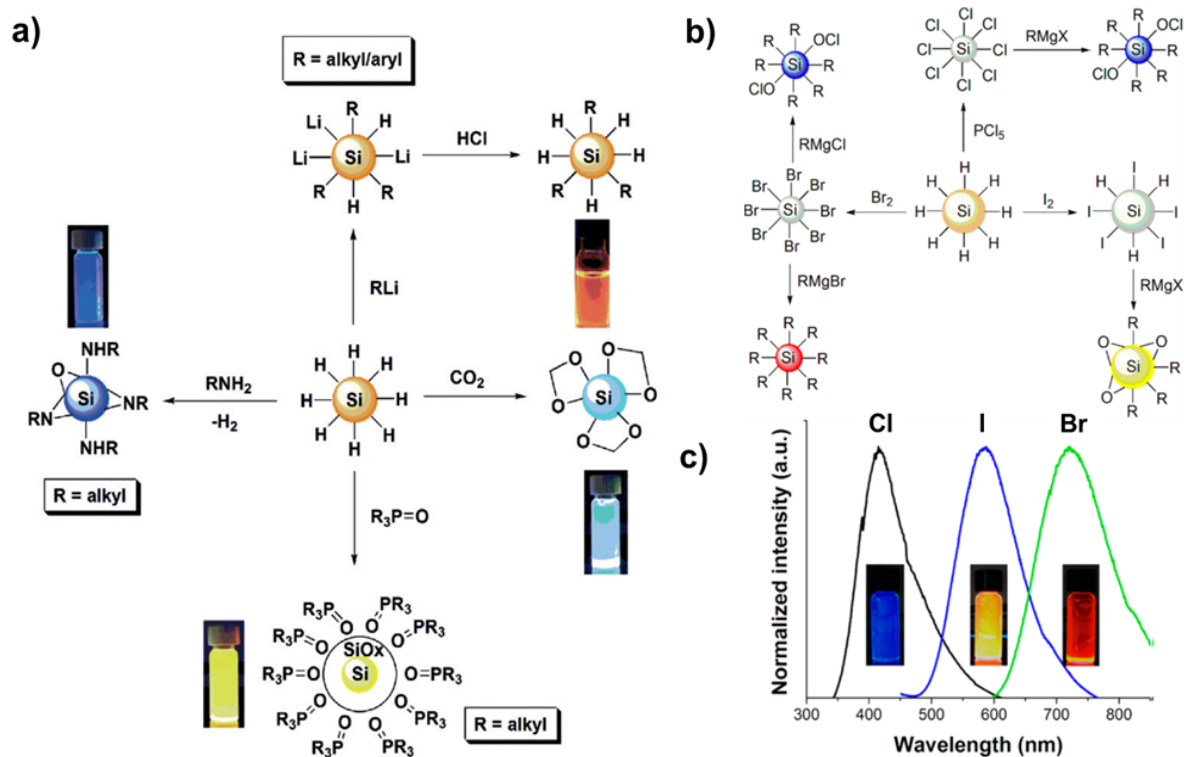 a)
R = alkyl/aryl
R
Li
H
Li
Si
Li
R
R
H
HCl
R
H
H
H
Si
H
R
R
H
RLi
NHR
O
Si
RN
NR
NHR
R = alkyl
RNH₂
-H₂
H
H
H
H
Si
H
H
H
H
CO₂
O
O
O
Si
O
O
O
R₃P=O
R₃P=O
O=PR₃
R₃P=O
O=PR₃
R₃P=O
O=PR₃
R₃P=O
O=PR₃
R₃P=O
O=PR₃
SiOx
Si
R = alkyl
b)
R
R
OCl
R
Si
R
ClO
R
R
Cl
Cl
Cl
Cl
Si
Cl
Cl
Cl
Cl
RMgX
R
R
OCl
R
Si
R
ClO
R
R
RMgCl
PCl₅
Br
Br
Br
Br
Si
Br
Br
Br
Br
Br₂
H
H
H
H
Si
H
H
H
H
I₂
I
H
H
I
Si
I
I
I
H
RMgBr
RMgX
R
R
R
R
Si
R
R
R
R
R
O
O
R
Si
R
O
R
R
c)
Cl
I
Br
Normalized intensity (a.u.)
300
400
500
600
700
800
Wavelength (nm)